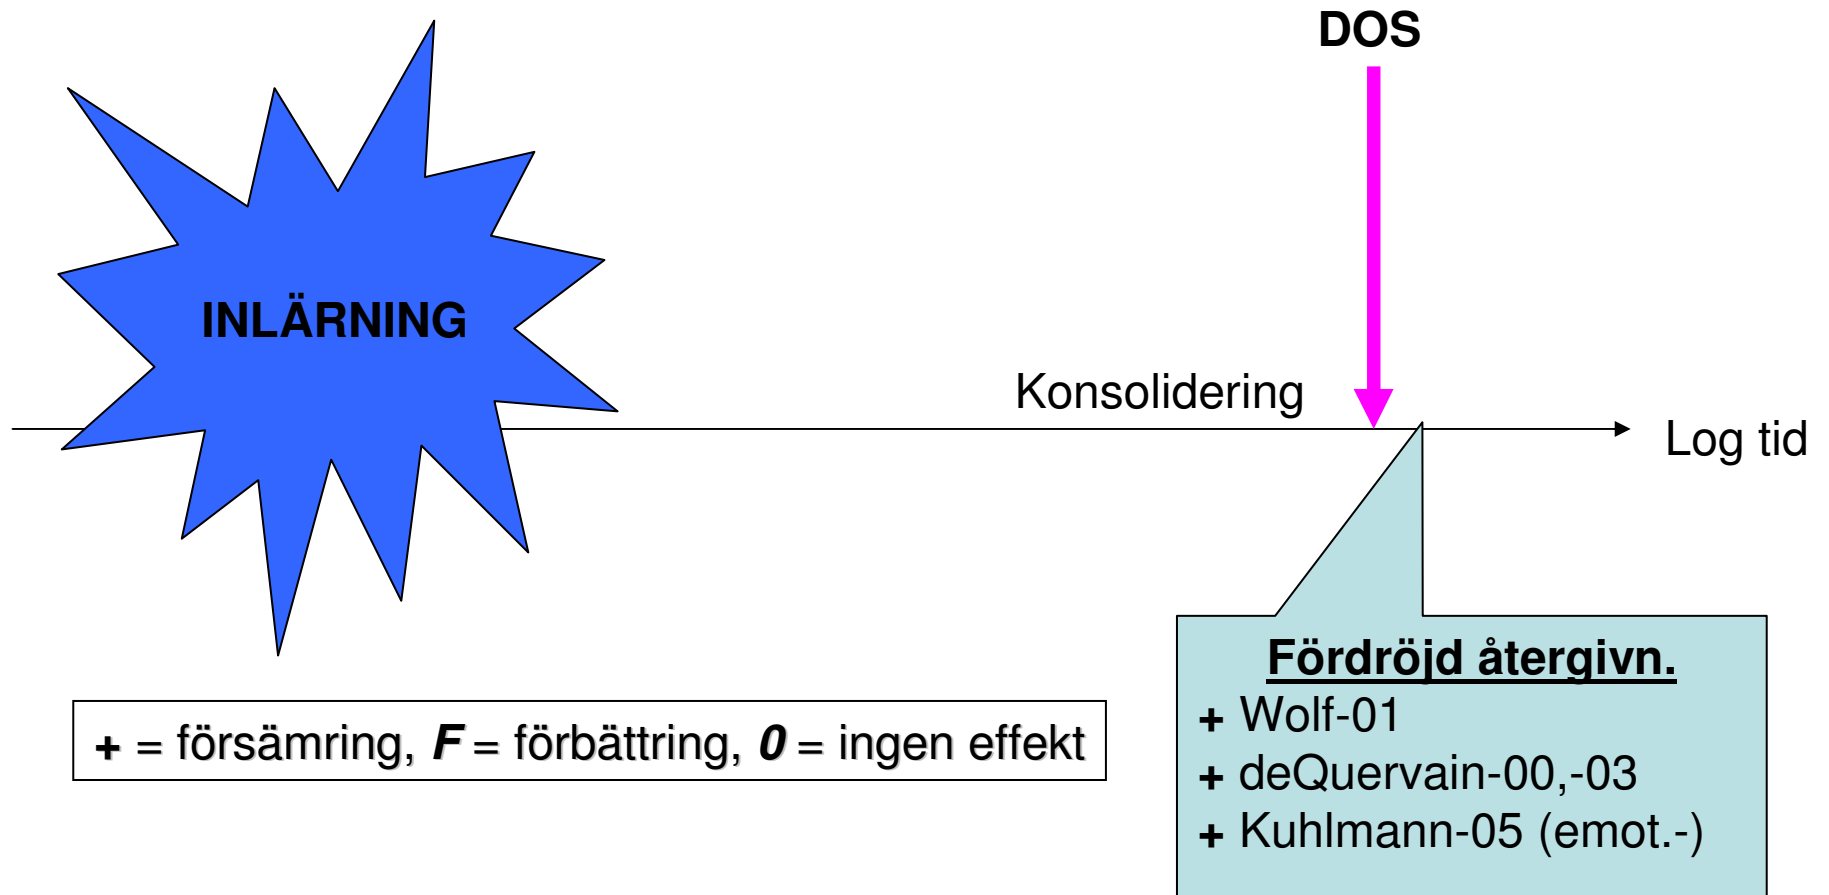 DOS
INLÄRNING
Konsolidering
Log tid
Fördröjd återgivn.
+ Wolf-01
+ deQuervain-00,-03
+ Kuhlmann-05 (emot.-)
+ = försämring, F = förbättring, 0 = ingen effekt